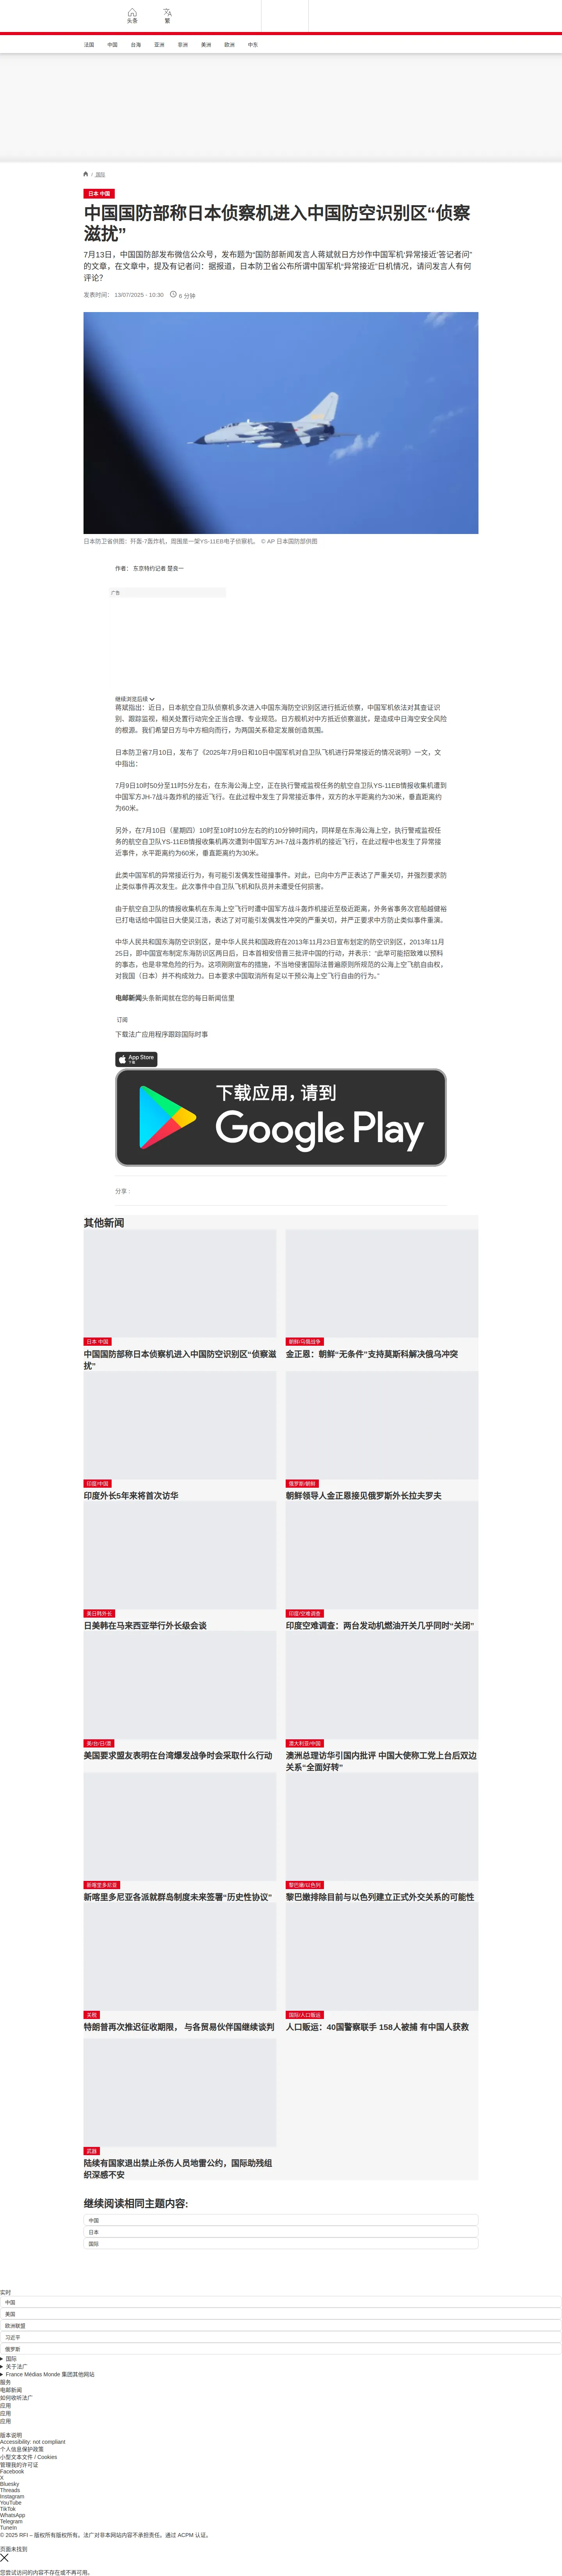 头条
繁
法国
中国
台海
亚洲
非洲
美洲
欧洲
中东
/ 国际
日本 中国
中国国防部称日本侦察机进入中国防空识别区“侦察
滋扰”
7月13日，中国国防部发布微信公众号，发布题为“国防部新闻发言人蒋斌就日方炒作中国军机‘异常接近’答记者问”
的文章，在文章中，提及有记者问：据报道，日本防卫省公布所谓中国军机“异常接近”日机情况，请问发言人有何
评论？
发表时间： 13/07/2025 - 10:30 6 分钟
日本防卫省供图：歼轰-7轰炸机，周围是一架YS-11EB电子侦察机。 © AP 日本国防部供图
作者： 东京特约记者 楚良一
广告
继续浏览后续
蒋斌指出：近日，日本航空自卫队侦察机多次进入中国东海防空识别区进行抵近侦察，中国军机依法对其查证识
别、跟踪监视，相关处置行动完全正当合理、专业规范。日方舰机对中方抵近侦察滋扰，是造成中日海空安全风险
的根源。我们希望日方与中方相向而行，为两国关系稳定发展创造氛围。
日本防卫省7月10日，发布了《2025年7月9日和10日中国军机对自卫队飞机进行异常接近的情况说明》一文，文
中指出：
7月9日10时50分至11时5分左右，在东海公海上空，正在执行警戒监视任务的航空自卫队YS-11EB情报收集机遭到
中国军方JH-7战斗轰炸机的接近飞行。在此过程中发生了异常接近事件，双方的水平距离约为30米，垂直距离约
为60米。
另外，在7月10日（星期四）10时至10时10分左右的约10分钟时间内，同样是在东海公海上空，执行警戒监视任
务的航空自卫队YS-11EB情报收集机再次遭到中国军方JH-7战斗轰炸机的接近飞行，在此过程中也发生了异常接
近事件，水平距离约为60米，垂直距离约为30米。
此类中国军机的异常接近行为，有可能引发偶发性碰撞事件。对此，已向中方严正表达了严重关切，并强烈要求防
止类似事件再次发生。此次事件中自卫队飞机和队员并未遭受任何损害。
由于航空自卫队的情报收集机在东海上空飞行时遭中国军方战斗轰炸机接近至极近距离，外务省事务次官船越健裕
已打电话给中国驻日大使吴江浩，表达了对可能引发偶发性冲突的严重关切，并严正要求中方防止类似事件重演。
中华人民共和国东海防空识别区，是中华人民共和国政府在2013年11月23日宣布划定的防空识别区，2013年11月
25日，即中国宣布制定东海防识区两日后，日本首相安倍晋三批评中国的行动，并表示：“此举可能招致难以预料
的事态，也是非常危险的行为。这项刚刚宣布的措施，不当地侵害国际法普遍原则所规范的公海上空飞航自由权，
对我国（日本）并不构成效力。日本要求中国取消所有足以干预公海上空飞行自由的行为。”
电邮新闻头条新闻就在您的每日新闻信里
订阅
下载法广应用程序跟踪国际时事
App Store
下载
下载应用，请到
Google Play
分享 :
其他新闻
日本 中国
中国国防部称日本侦察机进入中国防空识别区“侦察滋
扰”
朝鲜/乌俄战争
金正恩：朝鲜“无条件”支持莫斯科解决俄乌冲突
印度/中国
印度外长5年来将首次访华
俄罗斯/朝鲜
朝鲜领导人金正恩接见俄罗斯外长拉夫罗夫
美日韩外长
日美韩在马来西亚举行外长级会谈
印度/空难调查
印度空难调查：两台发动机燃油开关几乎同时“关闭”
美/台/日/澳
美国要求盟友表明在台湾爆发战争时会采取什么行动
澳大利亚/中国
澳洲总理访华引国内批评 中国大使称工党上台后双边
关系“全面好转”
新喀里多尼亚
新喀里多尼亚各派就群岛制度未来签署“历史性协议”
黎巴嫩/以色列
黎巴嫩排除目前与以色列建立正式外交关系的可能性
关税
特朗普再次推迟征收期限， 与各贸易伙伴国继续谈判
国际/人口贩运
人口贩运：40国警察联手 158人被捕 有中国人获救
武器
陆续有国家退出禁止杀伤人员地雷公约，国际助残组
织深感不安
继续阅读相同主题内容:
中国
日本
国际
实时
中国
美国
欧洲联盟
习近平
俄罗斯
国际
关于法广
France Médias Monde 集团其他网站
服务
电邮新闻
如何收听法广
应用
应用
应用
版本说明
Accessibility: not compliant
个人信息保护政策
小型文本文件 / Cookies
管理我的许可证
Facebook
X
Bluesky
Threads
Instagram
YouTube
TikTok
WhatsApp
Telegram
TuneIn
© 2025 RFI – 版权所有版权所有。法广对非本网站内容不承担责任。通过 ACPM 认证。
页面未找到
您尝试访问的内容不存在或不再可用。